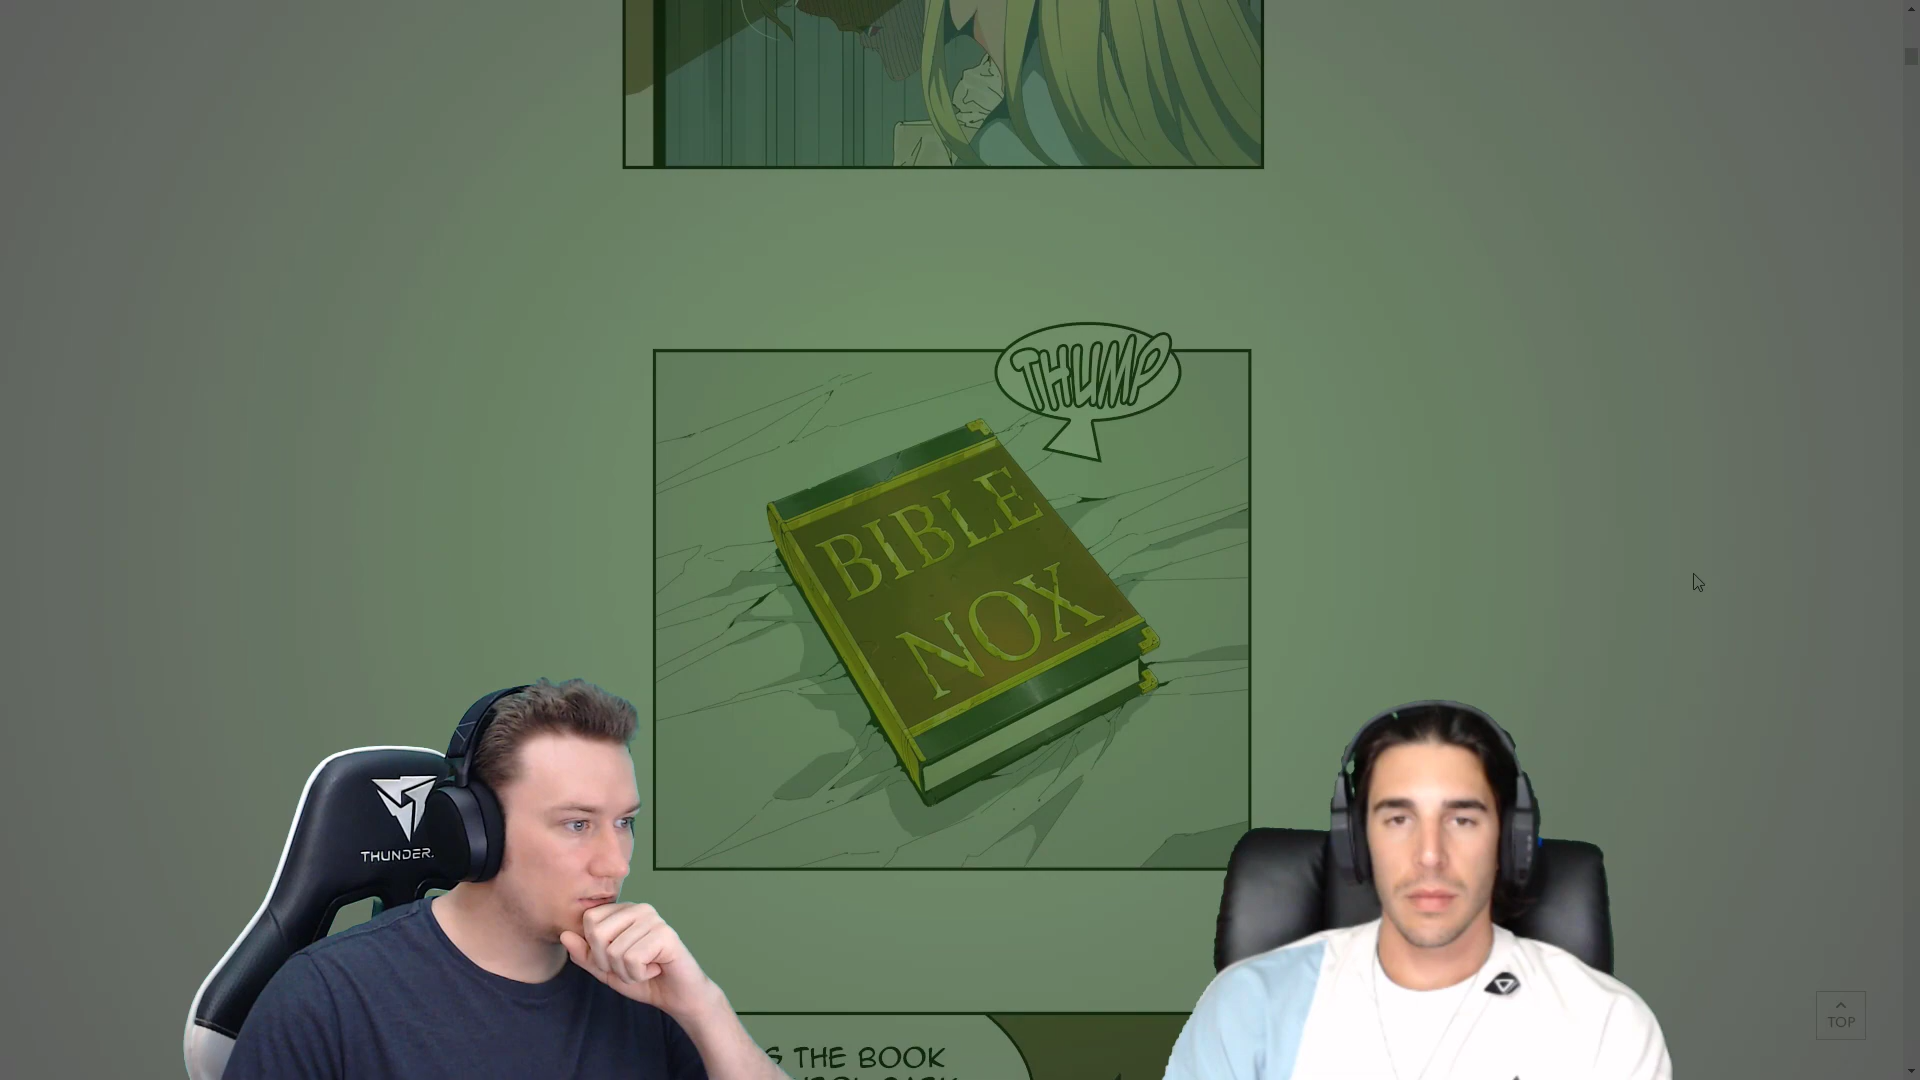 THUMP
BIBLE
NOX
THUNDER.
THE BOOK
TOP